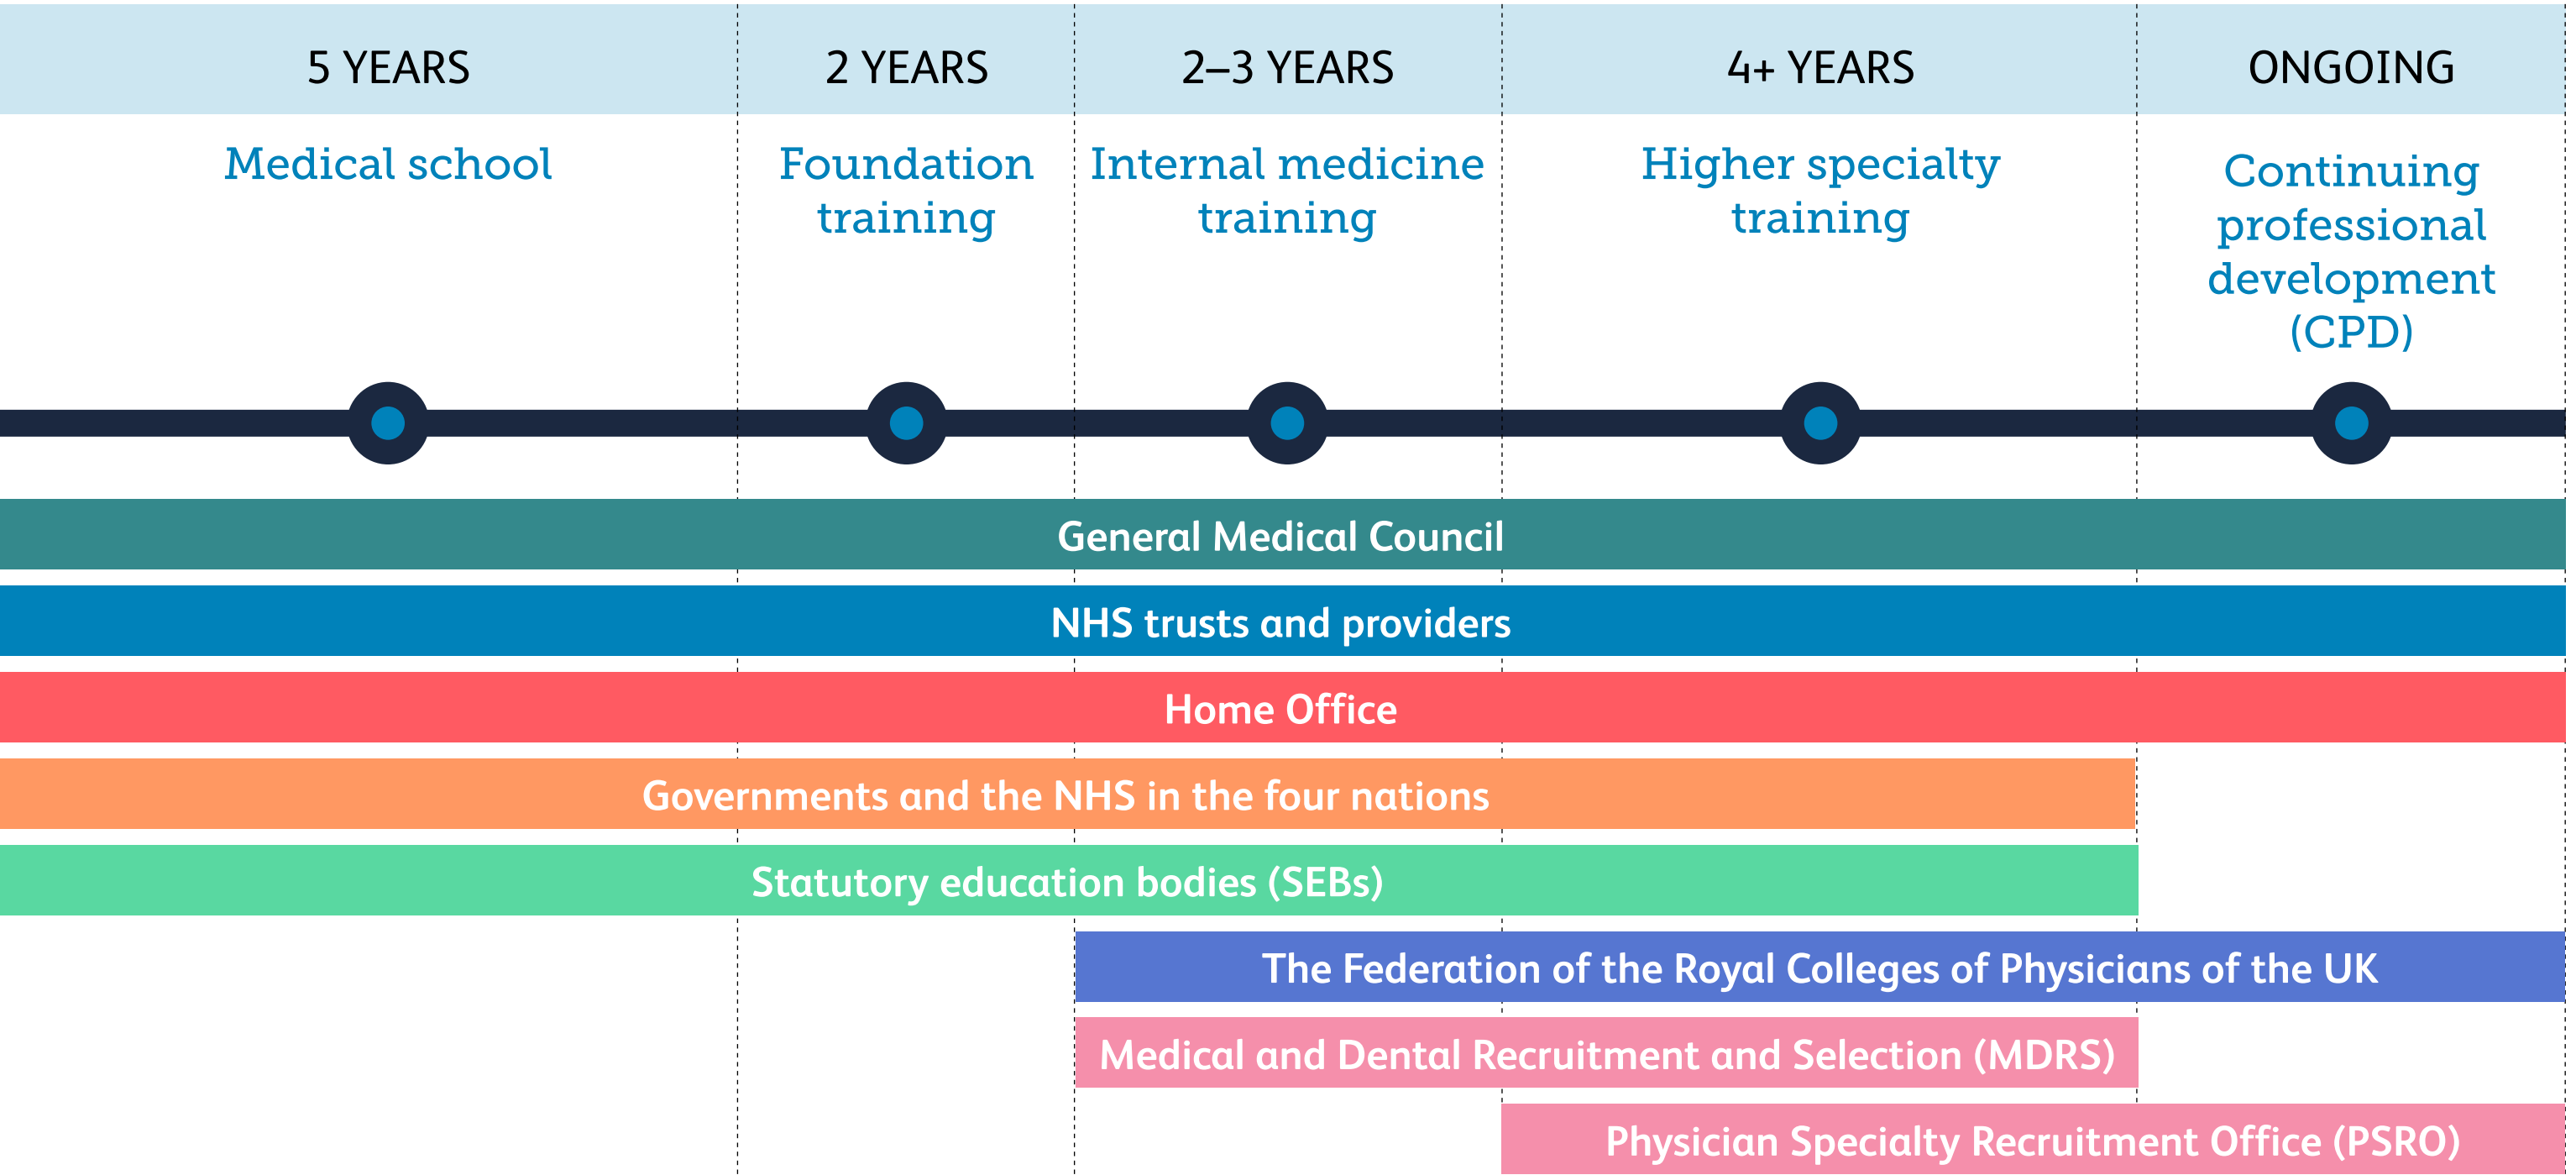 5 YEARS
2 YEARS
2–3 YEARS
4+ YEARS
ONGOING
Medical school
Foundation
training
Internal medicine
training
Higher specialty
training
Continuing
professional
development
(CPD)
General Medical Council
NHS trusts and providers
Home Office
Governments and the NHS in the four nations
Statutory education bodies (SEBs)
The Federation of the Royal Colleges of Physicians of the UK
Medical and Dental Recruitment and Selection (MDRS)
Physician Specialty Recruitment Office (PSRO)